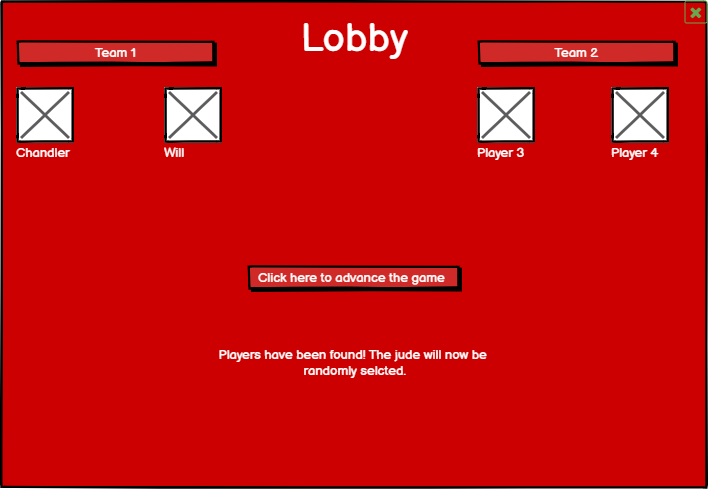 Lobby
Team 1
Team 2
Chandler
Will
Player 3
Player 4
Click here to advance the game
Players have been found! The jude will now be
randomly selcted.